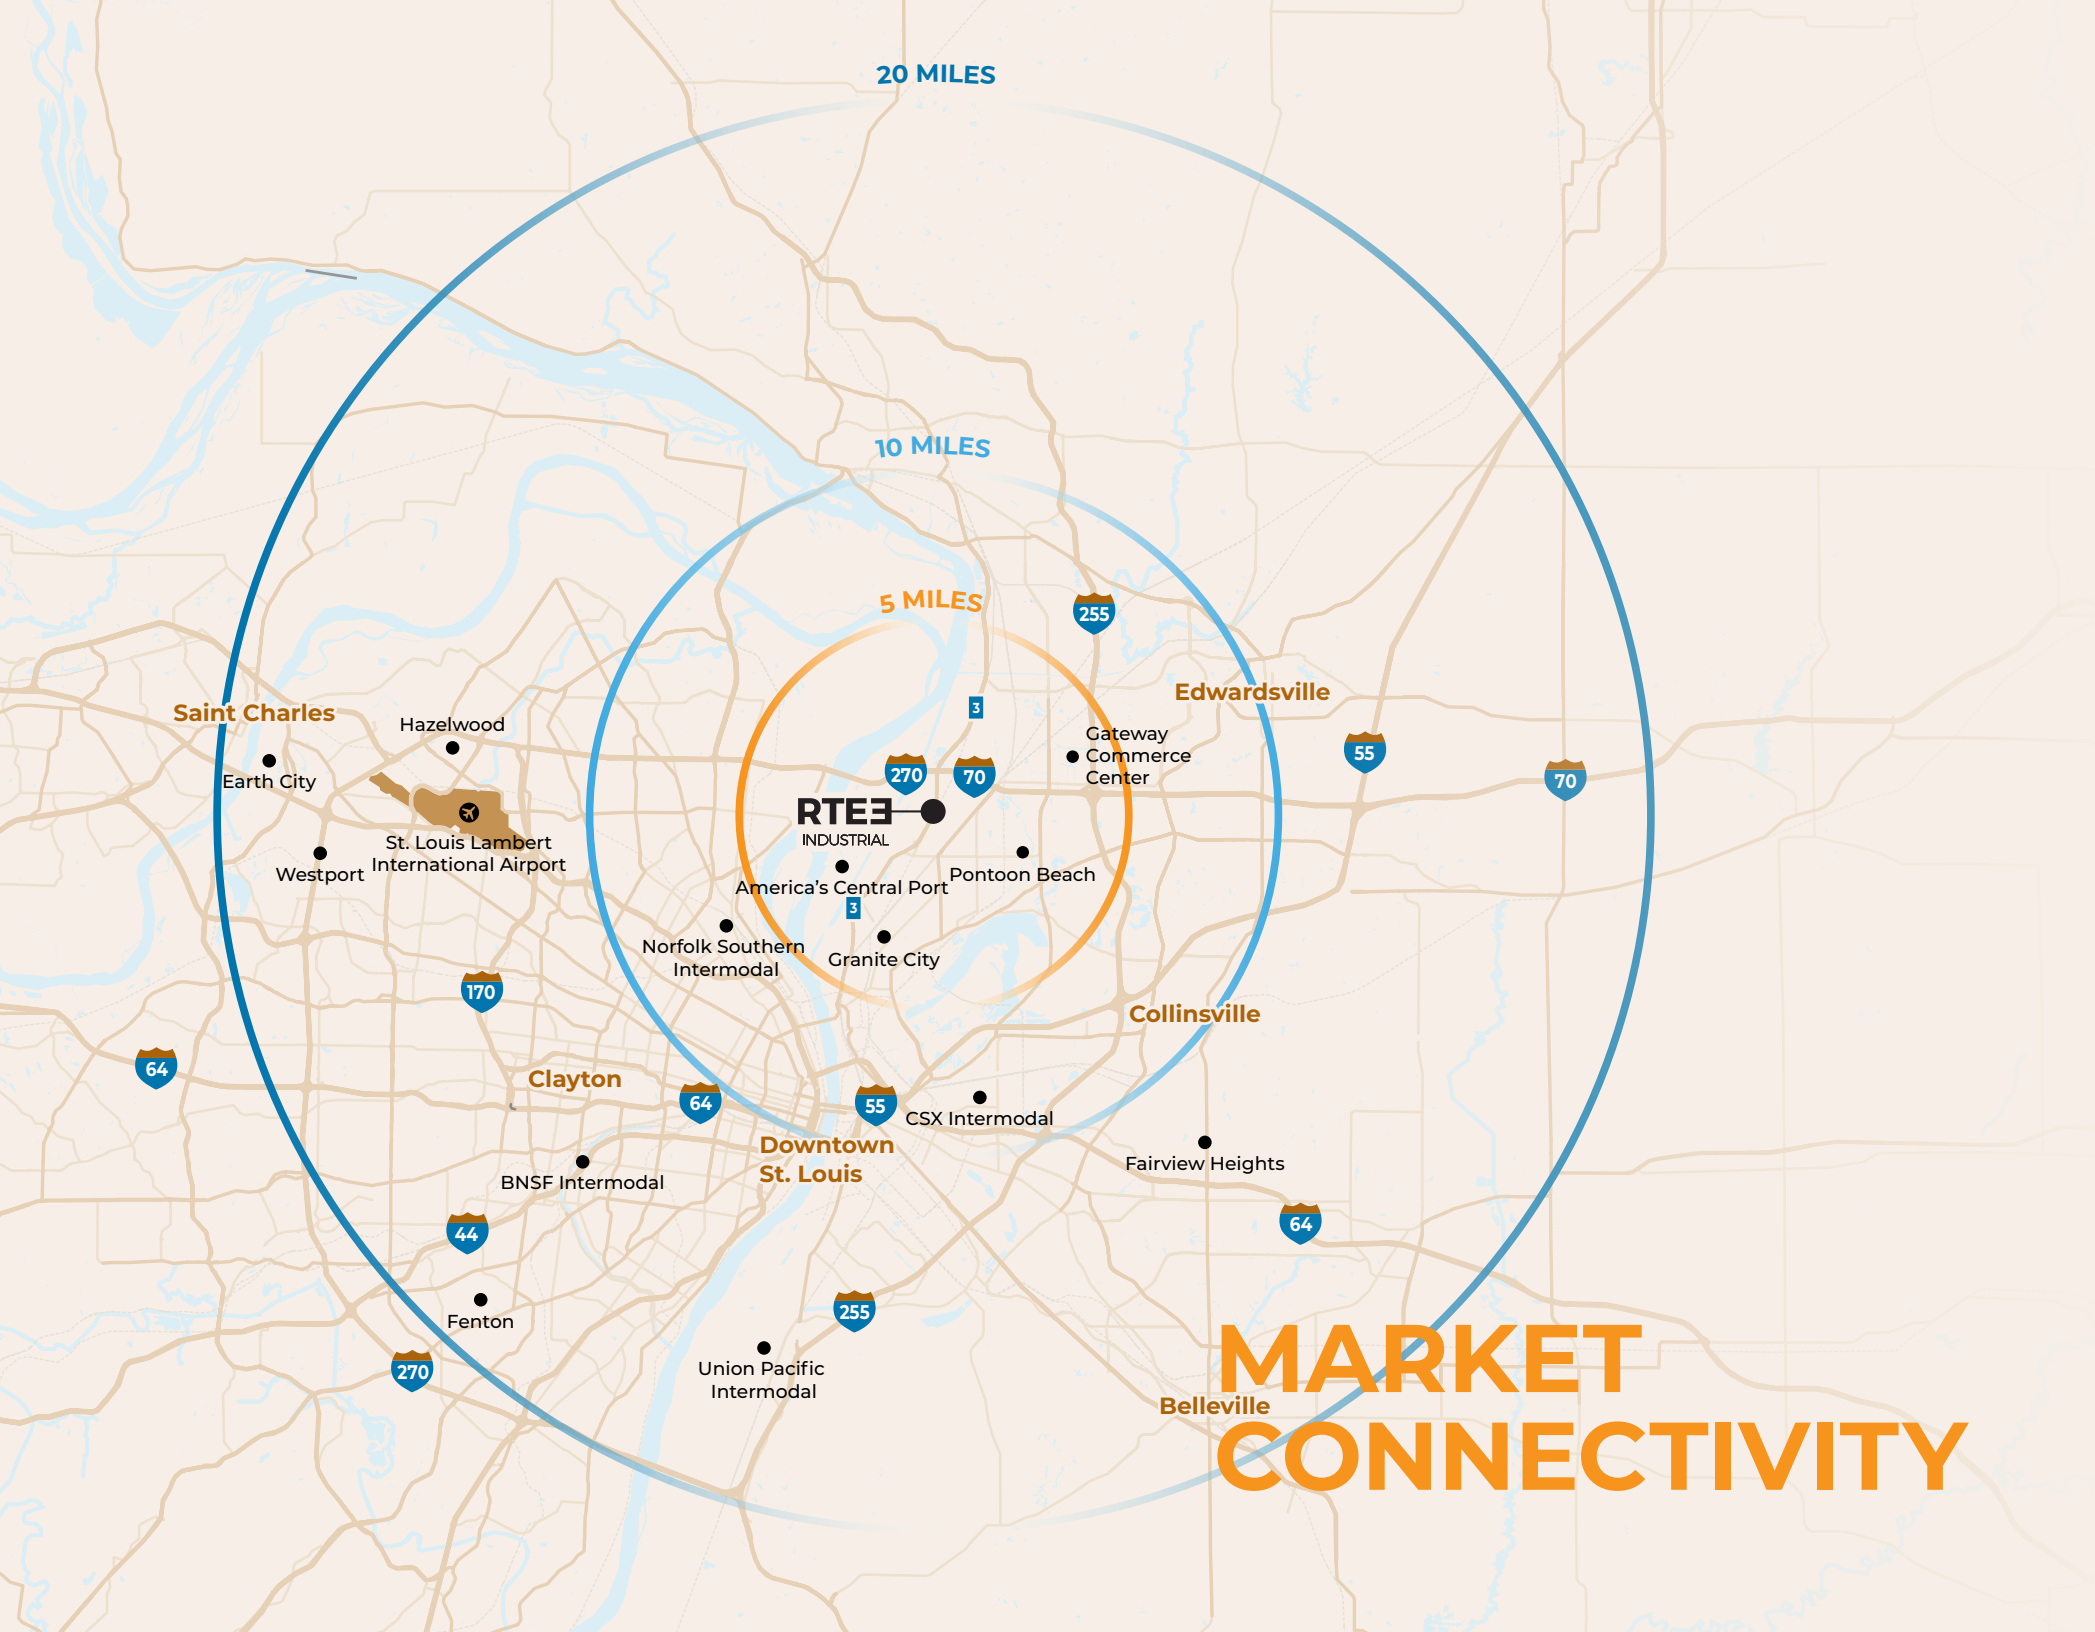 20 MILES
10 MILES
5 MILES
255
Edwardsville
3
Saint Charles
Hazelwood
Gateway
Commerce
Center
55
270
70
70
Earth City
RTE3
INDUSTRIAL
St. Louis Lambert
International Airport
Westport
America's Central Port
Pontoon Beach
3
Norfolk Southern
Intermodal
Granite City
170
Collinsville
64
Clayton
64
55
CSX Intermodal
Downtown
St. Louis
Fairview Heights
BNSF Intermodal
44
64
Fenton
255
270
Union Pacific
Intermodal
MARKET
CONNECTIVITY
Belleville